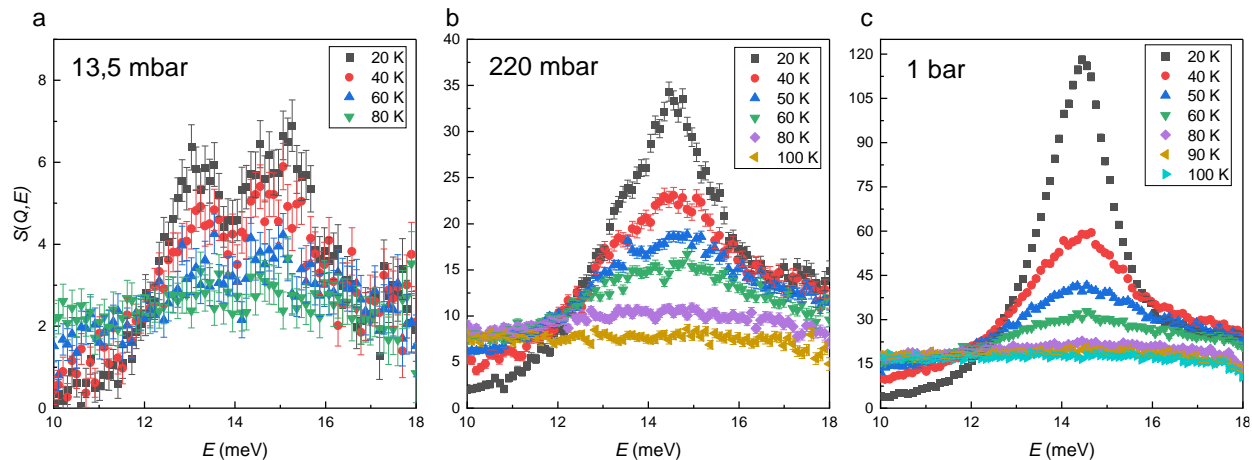 a
13,5 mbar
20 K
40 K
60 K
80 K
S(Q,E)
8
6
4
2
0
10 12 14 16 18
E (meV)
b
220 mbar
20 K
40 K
50 K
60 K
80 K
100 K
40
35
30
25
20
15
10
5
0
10 12 14 16 18
E (meV)
c
1 bar
20 K
40 K
50 K
60 K
80 K
90 K
100 K
120
105
90
75
60
45
30
15
0
10 12 14 16 18
E (meV)